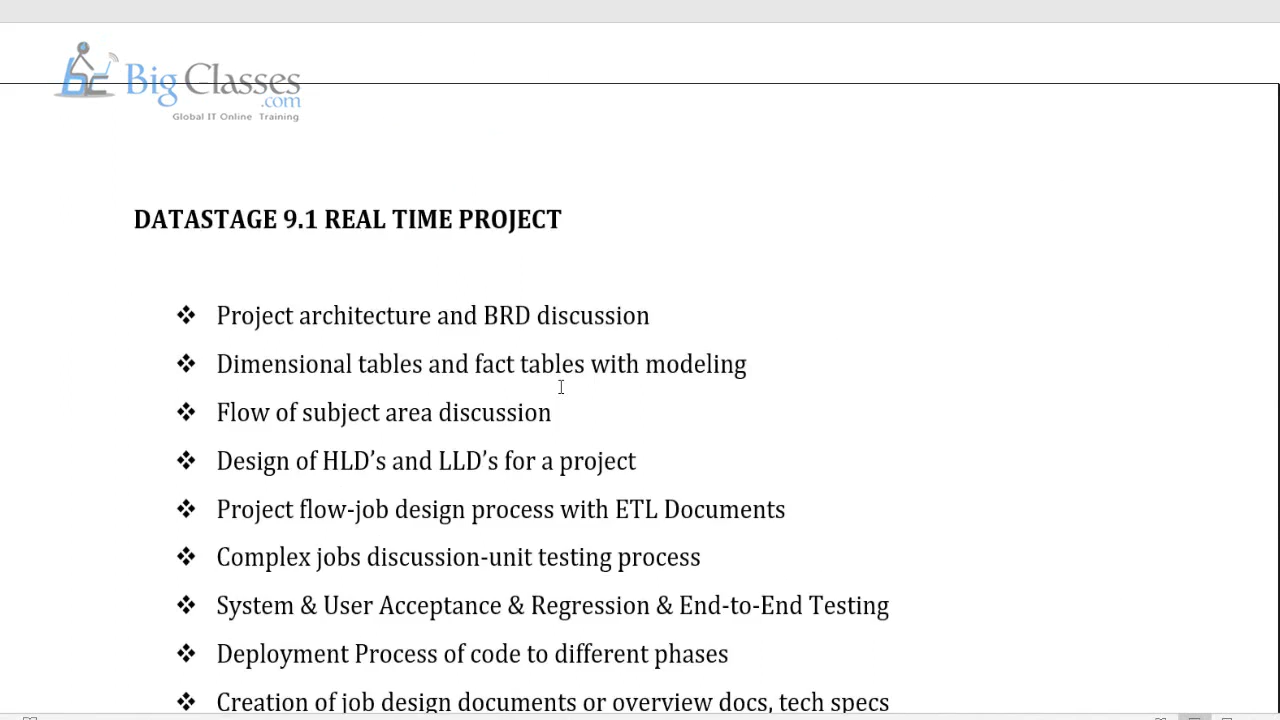 Big Classes
.com
Global IT Online Training
DATASTAGE 9.1 REAL TIME PROJECT
❖ Project architecture and BRD discussion
❖ Dimensional tables and fact tables with modeling
❖ Flow of subject area discussion
❖ Design of HLD’s and LLD’s for a project
❖ Project flow-job design process with ETL Documents
❖ Complex jobs discussion-unit testing process
❖ System & User Acceptance & Regression & End-to-End Testing
❖ Deployment Process of code to different phases
❖ Creation of job design documents or overview docs, tech specs